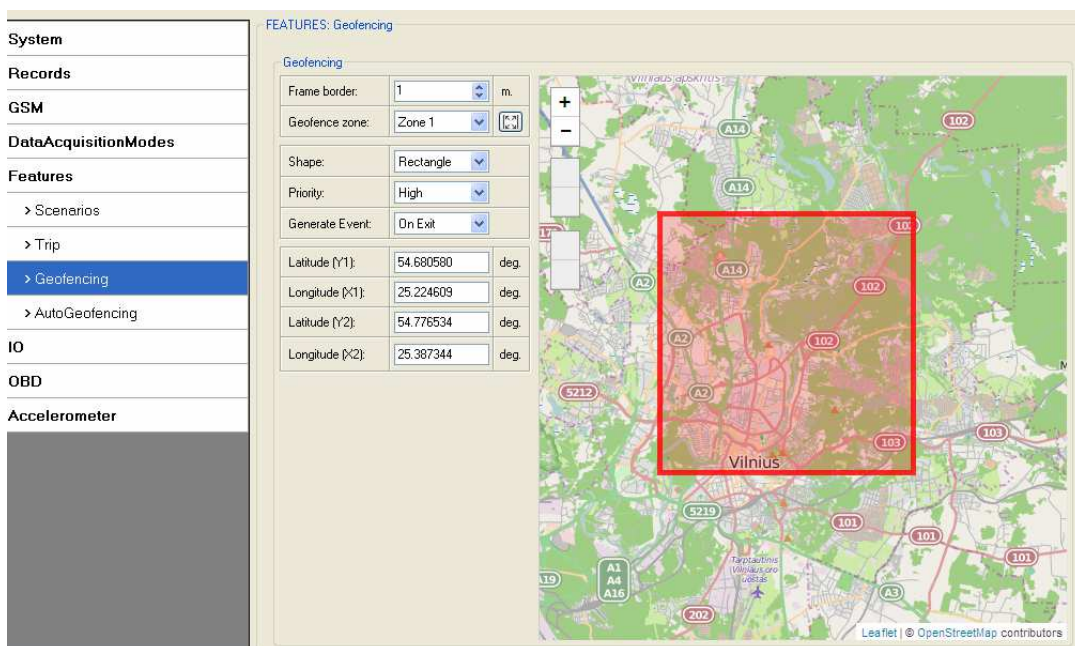 FEATURES: Geofencing
System
Records
GSM
DataAcquisitionModes
Features
> Scenarios
> Trip
> Geofencing
> AutoGeofencing
IO
OBD
Accelerometer
Geofencing
Frame border: 1 m.
Geofence zone: Zone 1
Shape: Rectangle
Priority: High
Generate Event: On Exit
Latitude (Y1): 54.680580 deg.
Longitude (X1): 25.224609 deg.
Latitude (Y2): 54.776534 deg.
Longitude (X2): 25.387344 deg.
Vilniaus apskritis
+
−
A14
102
A14
A14
A2
102
A2
102
5212
A2
103
103
Vilnius
5219
101
101
101
Tarptautinis
Vilniaus oro
uostas
A1
A4
A16
A19
A3
202
Leaflet | © OpenStreetMap contributors